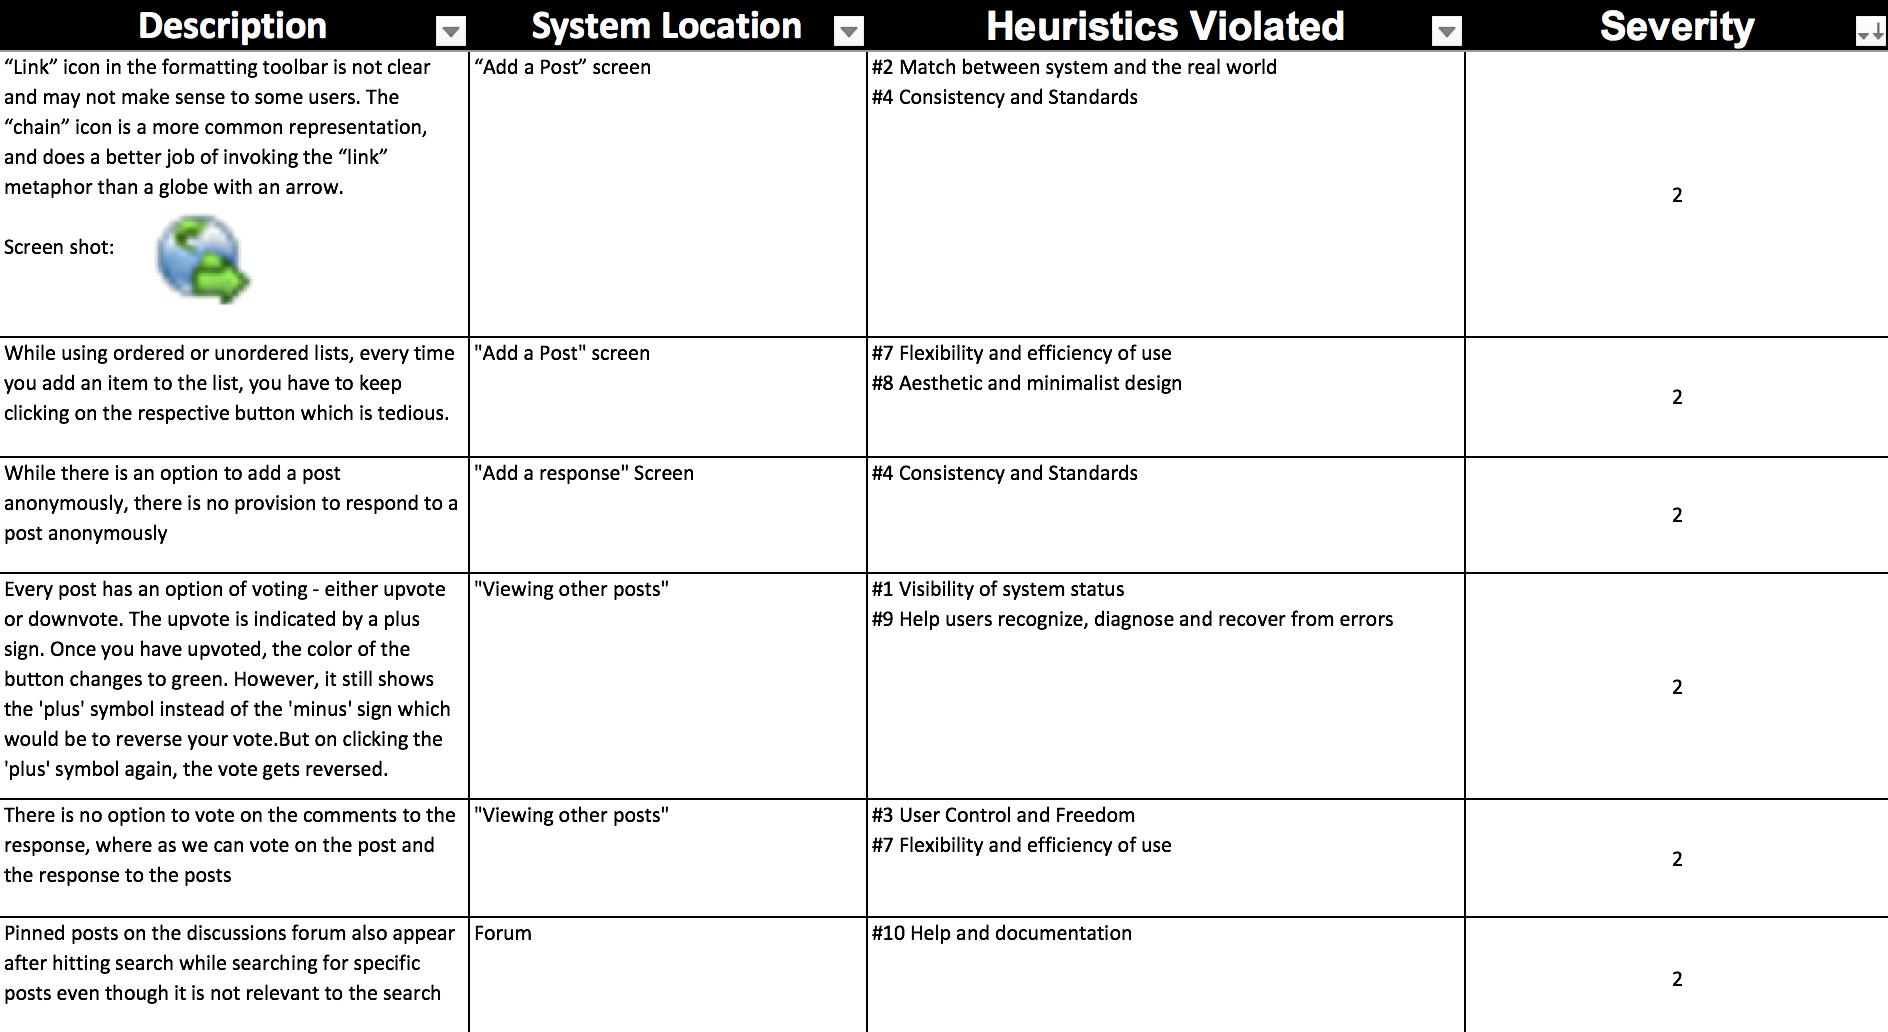 Description
System Location
Heuristics Violated
Severity
“Link” icon in the formatting toolbar is not clear
and may not make sense to some users. The
“chain” icon is a more common representation,
and does a better job of invoking the “link”
metaphor than a globe with an arrow.
Screen shot:
“Add a Post” screen
#2 Match between system and the real world
#4 Consistency and Standards
2
While using ordered or unordered lists, every time
you add an item to the list, you have to keep
clicking on the respective button which is tedious.
"Add a Post" screen
#7 Flexibility and efficiency of use
#8 Aesthetic and minimalist design
2
While there is an option to add a post
anonymously, there is no provision to respond to a
post anonymously
"Add a response" Screen
#4 Consistency and Standards
2
Every post has an option of voting - either upvote
or downvote. The upvote is indicated by a plus
sign. Once you have upvoted, the color of the
button changes to green. However, it still shows
the 'plus' symbol instead of the 'minus' sign which
would be to reverse your vote.But on clicking the
'plus' symbol again, the vote gets reversed.
"Viewing other posts"
#1 Visibility of system status
#9 Help users recognize, diagnose and recover from errors
2
There is no option to vote on the comments to the
response, where as we can vote on the post and
the response to the posts
"Viewing other posts"
#3 User Control and Freedom
#7 Flexibility and efficiency of use
2
Pinned posts on the discussions forum also appear
after hitting search while searching for specific
posts even though it is not relevant to the search
Forum
#10 Help and documentation
2